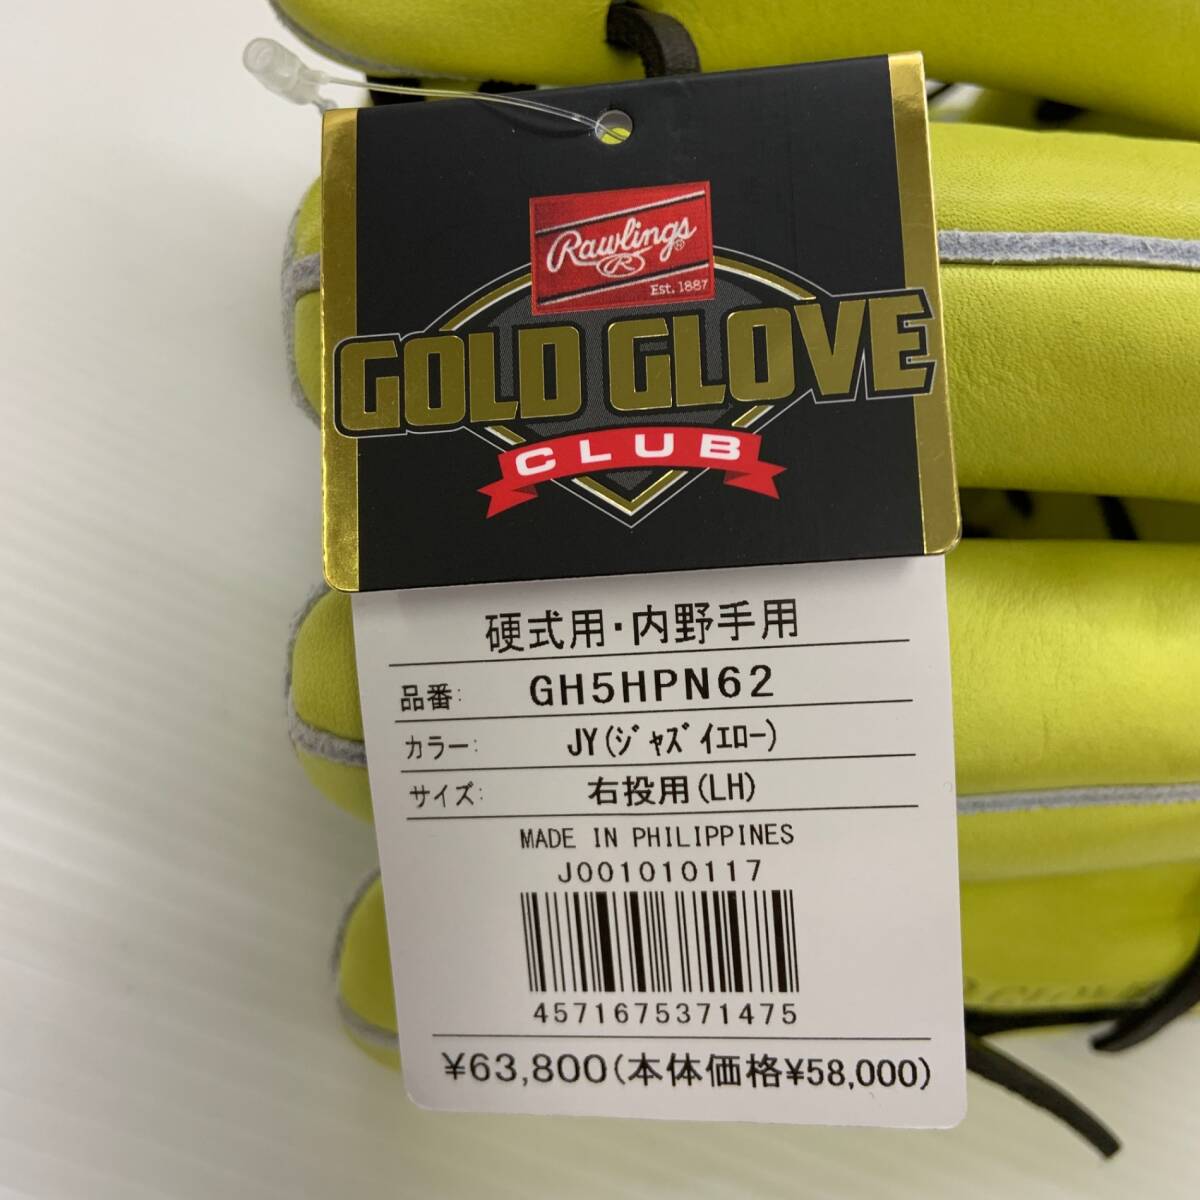 Rawlings®
R
Est. 1887
GOLD GLOVE
CLUB
硬式用・内野手用
品番: GH5HPN62
カラー: JY(ｼﾞｬｽﾞｲｴﾛｰ)
サイズ: 右投用(LH)
MADE IN PHILIPPINES
J001010117
4571675371475
¥63,800(本体価格¥58,000)